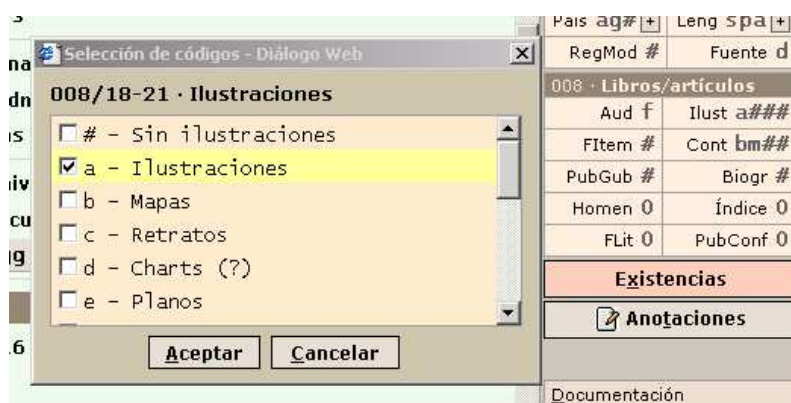 País ag# + Leng spa +
Selección de códigos - Diálogo Web
RegMod # Fuente d
008/18-21 · Ilustraciones
008 · Libros/artículos
Aud f Ilust a###
# - Sin ilustraciones
FItem # Cont bm##
a - Ilustraciones
PubGub # Biogr #
b - Mapas
Homen 0 Índice 0
c - Retratos
FLit 0 PubConf 0
d - Charts (?)
Existencias
e - Planos
Anotaciones
Aceptar Cancelar
Documentación